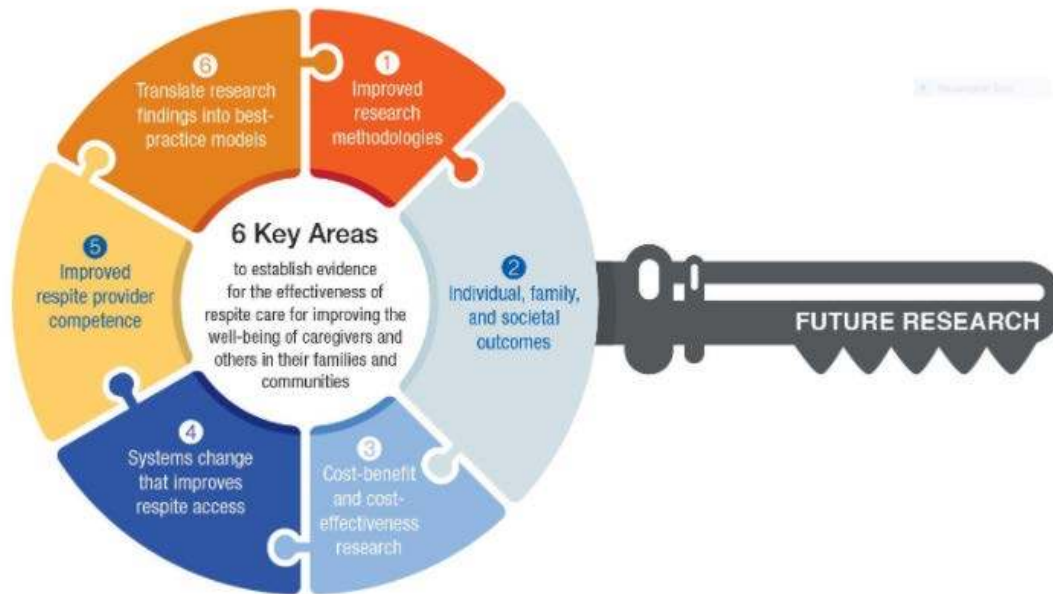 6 Key Areas
to establish evidence
for the effectiveness of
respite care for improving the
well-being of caregivers and
others in their families and
communities
1
Improved
research
methodologies
2
Individual, family,
and societal
outcomes
3
Cost-benefit
and cost-
effectiveness
research
4
Systems change
that improves
respite access
5
Improved
respite provider
competence
6
Translate research
findings into best-
practice models
FUTURE RESEARCH